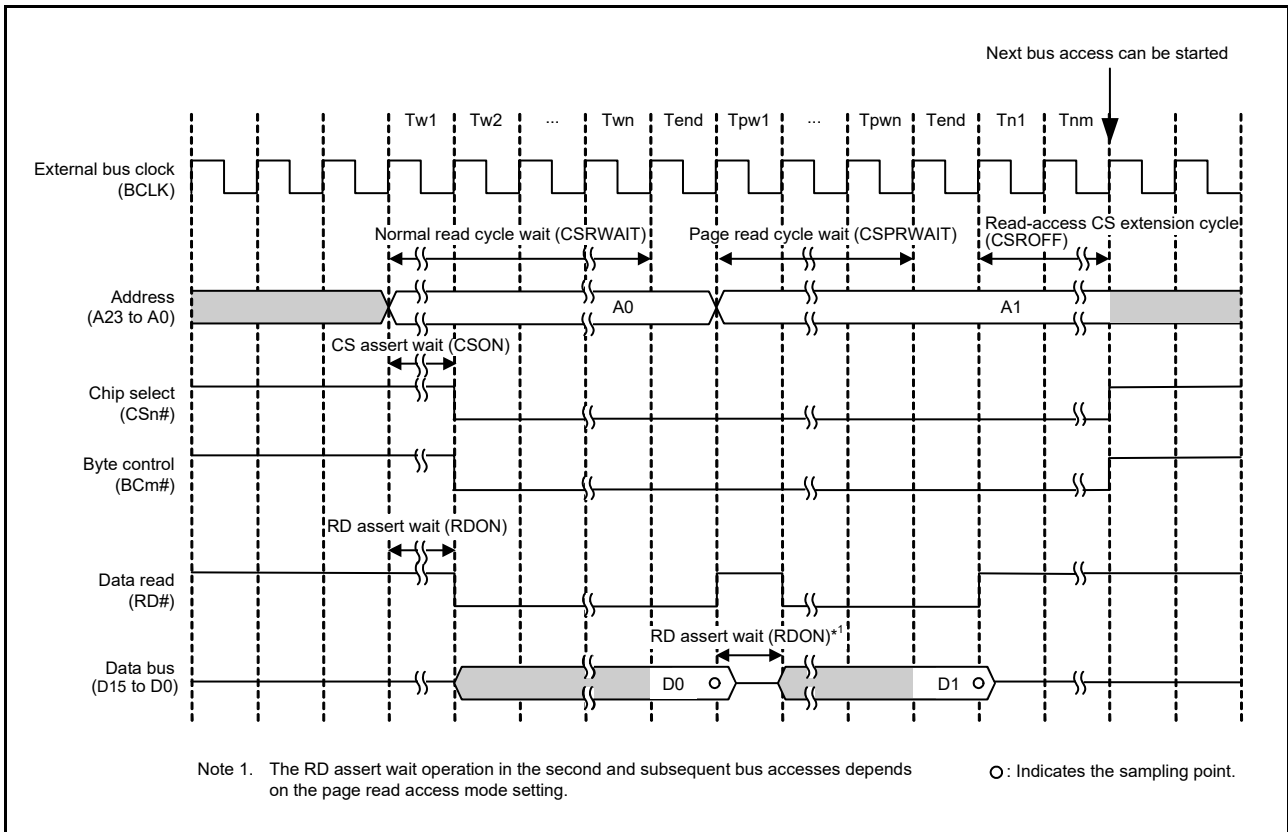 Next bus access can be started
Tw1 Tw2 ... Twn Tend Tpw1 ... Tpwn Tend Tn1 Tnm
External bus clock
(BCLK)
Normal read cycle wait (CSRWAIT)
Page read cycle wait (CSPRWAIT)
Read-access CS extension cycle
(CSROFF)
Address
(A23 to A0)
A0
A1
CS assert wait (CSON)
Chip select
(CSn#)
Byte control
(BCm#)
RD assert wait (RDON)
Data read
(RD#)
RD assert wait (RDON)*1
Data bus
(D15 to D0)
D0
D1
Note 1. The RD assert wait operation in the second and subsequent bus accesses depends
on the page read access mode setting.
: Indicates the sampling point.